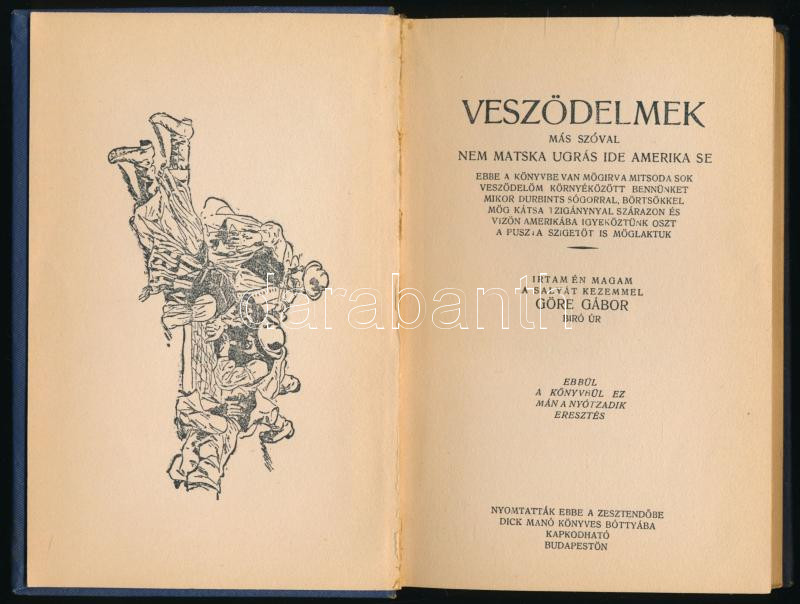 VESZÖDELMEK
MÁS SZÓVAL
NEM MATSKA UGRÁS IDE AMERIKA SE
EBBE A KÖNYVBE VAN MÖGIRVA MITSODA SOK
VESZÖDELÖM KÖRNYÉKÖZÖTT BENNÜNKET
MIKOR DURBINTS SÓGORRAL, BÖRTSÖKKEL
MÖG KÁTSA TZIGÁNYNYAL SZÁRAZON ÉS
VIZÖN AMERIKÁBA IGYEKÖZTÜNK OSZT
A PUSZTA SZIGETÖT IS MÖGLAKTUK
IRTAM ÉN MAGAM
A SALYÁT KEZEMMEL
GÖRE GÁBOR
BIRÓ ÚR
EBBÜL
A KÖNYVBÜL EZ
MÁN A NYÓTZADIK
ERESZTÉS
NYOMTATTÁK EBBE A ZESZTENDŐBE
DICK MANÓ KÖNYVES BÓTTYÁBA
KAPKODHATÓ
BUDAPESTÖN
darabanth